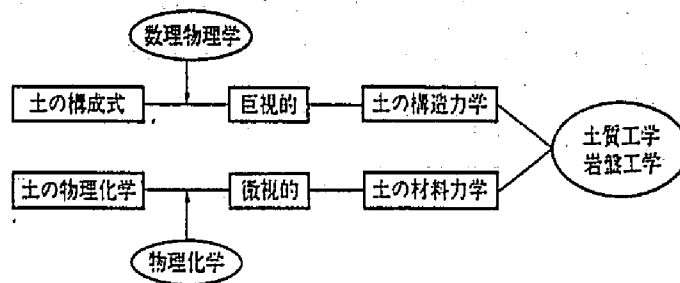 数理物理学
土の構成式
巨視的
土の構造力学
土質工学
岩盤工学
土の物理化学
微視的
土の材料力学
物理化学